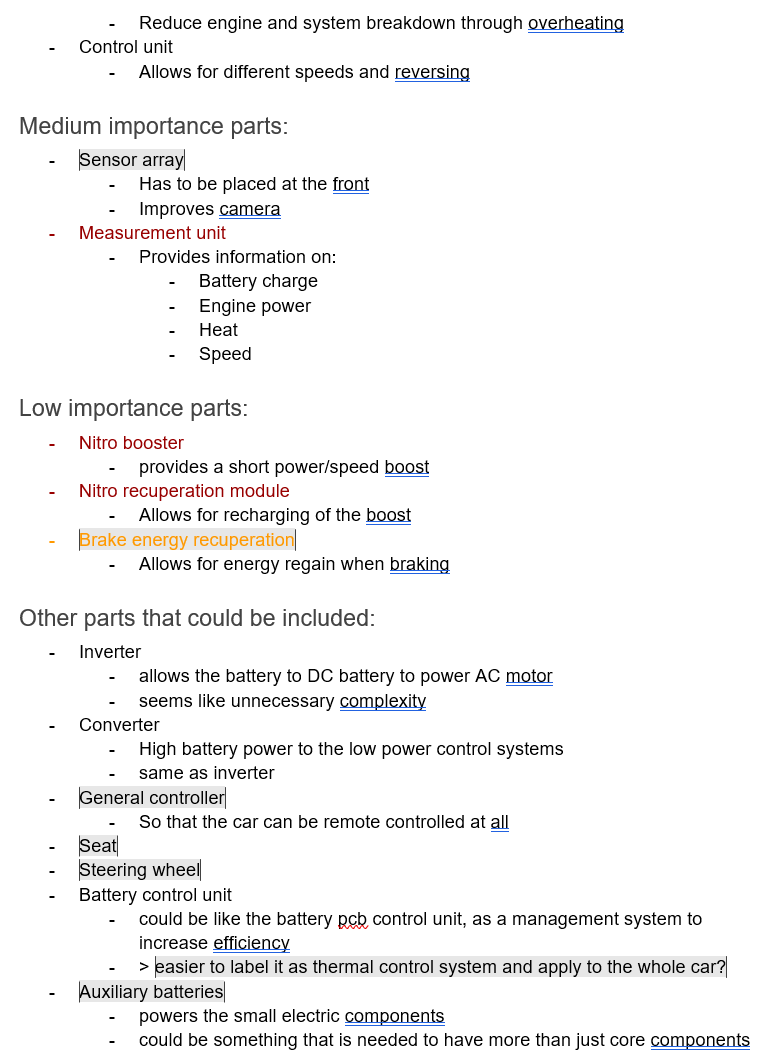 - Reduce engine and system breakdown through overheating
- Control unit
- Allows for different speeds and reversing
Medium importance parts:
- Sensor array
- Has to be placed at the front
- Improves camera
- Measurement unit
- Provides information on:
- Battery charge
- Engine power
- Heat
- Speed
Low importance parts:
- Nitro booster
- provides a short power/speed boost
- Nitro recuperation module
- Allows for recharging of the boost
- Brake energy recuperation
- Allows for energy regain when braking
Other parts that could be included:
- Inverter
- allows the battery to DC battery to power AC motor
- seems like unnecessary complexity
- Converter
- High battery power to the low power control systems
- same as inverter
- General controller
- So that the car can be remote controlled at all
- Seat
- Steering wheel
- Battery control unit
- could be like the battery pcb control unit, as a management system to
increase efficiency
- > easier to label it as thermal control system and apply to the whole car?
- Auxiliary batteries
- powers the small electric components
- could be something that is needed to have more than just core components